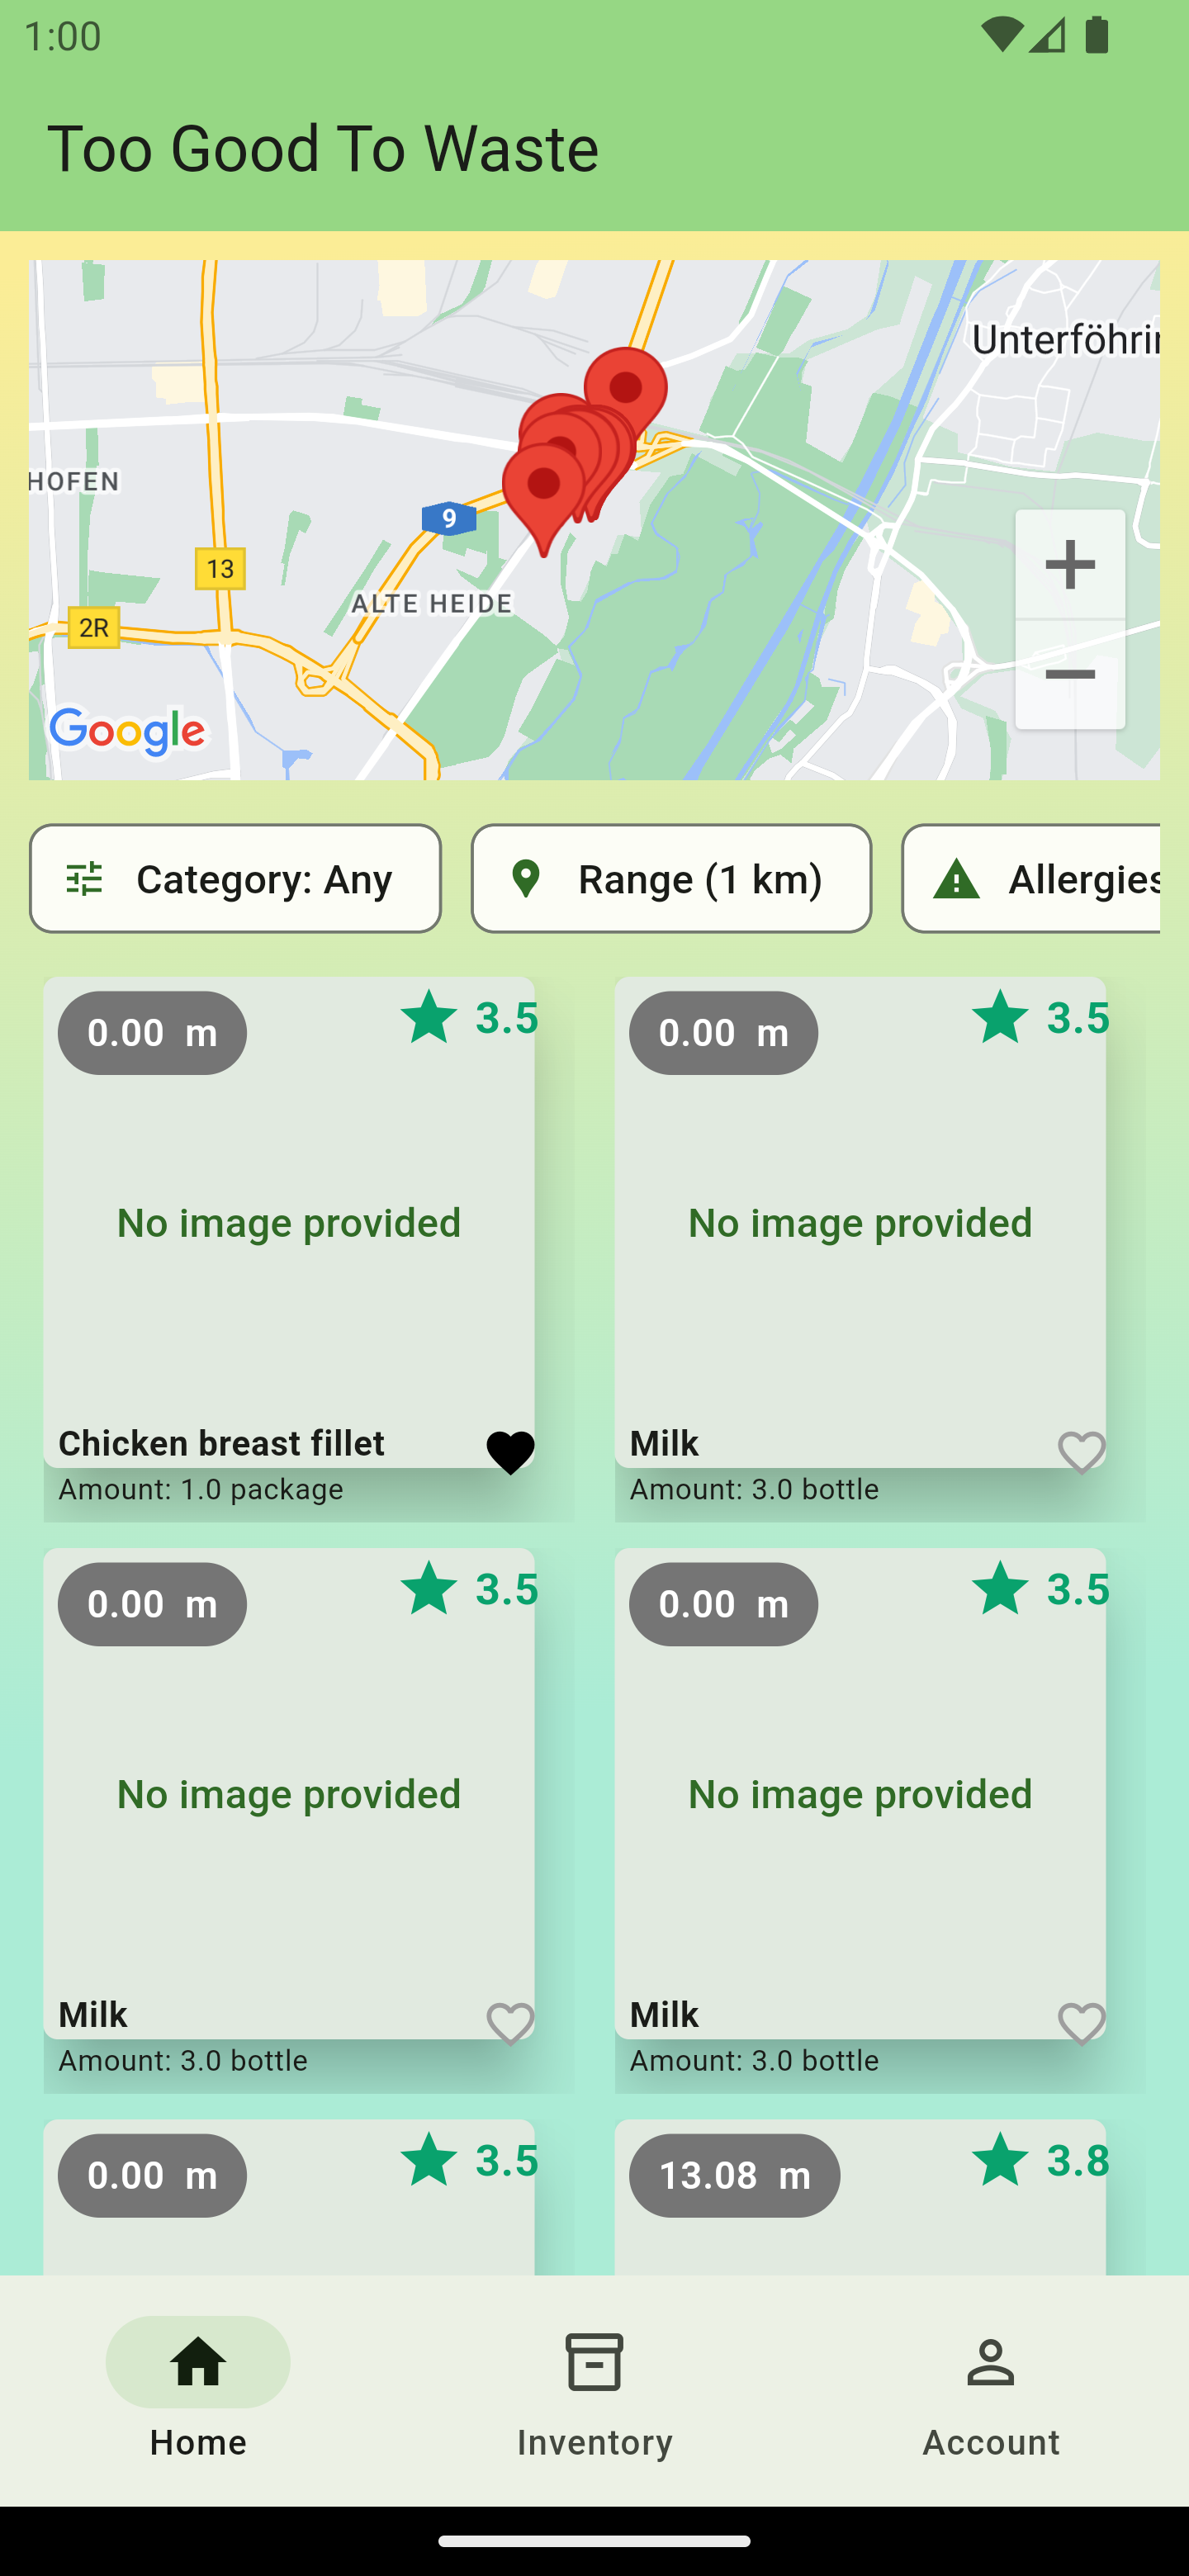 1:00
Too Good To Waste
Unterföhrin
HOFEN
9
13
ALTE HEIDE
2R
Google
Category: Any
Range (1 km)
Allergies
0.00 m
3.5
0.00 m
3.5
No image provided
No image provided
Chicken breast fillet
Amount: 1.0 package
Milk
Amount: 3.0 bottle
0.00 m
3.5
0.00 m
3.5
No image provided
No image provided
Milk
Amount: 3.0 bottle
Milk
Amount: 3.0 bottle
0.00 m
3.5
13.08 m
3.8
Home
Inventory
Account